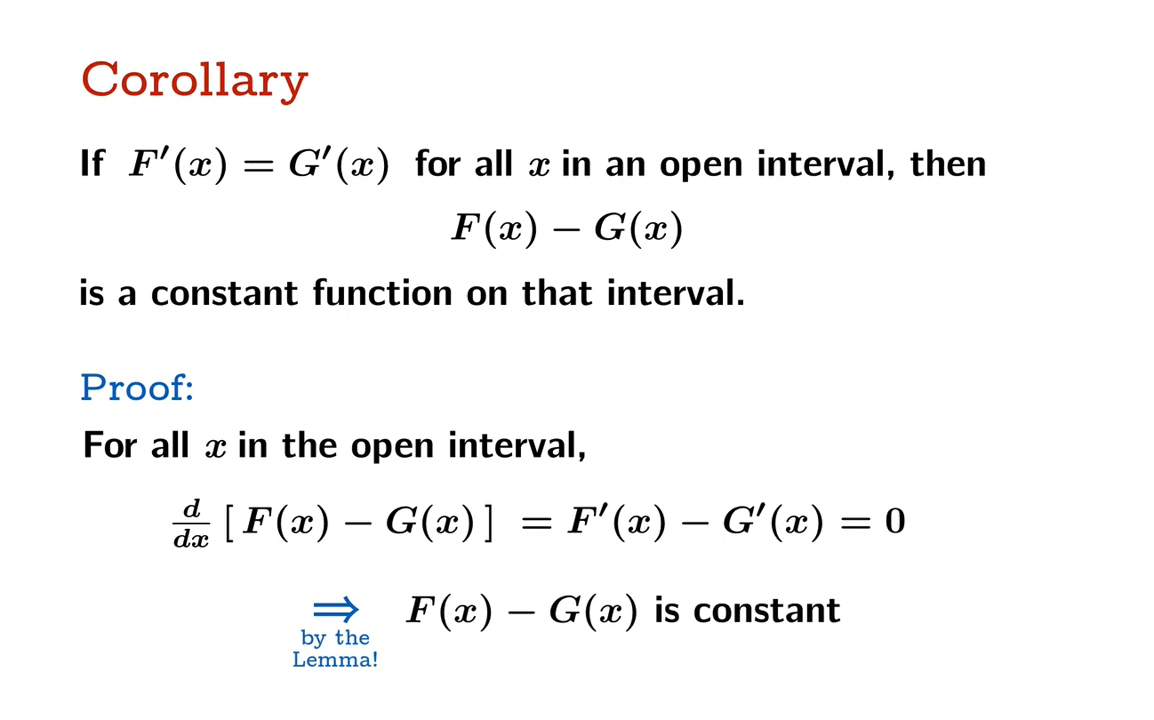 Corollary
If F′(x) = G′(x) for all x in an open interval, then
F(x) − G(x)
is a constant function on that interval.
Proof:
For all x in the open interval,
d/dx [ F(x) − G(x) ] = F′(x) − G′(x) = 0
⇒ F(x) − G(x) is constant
by the
Lemma!